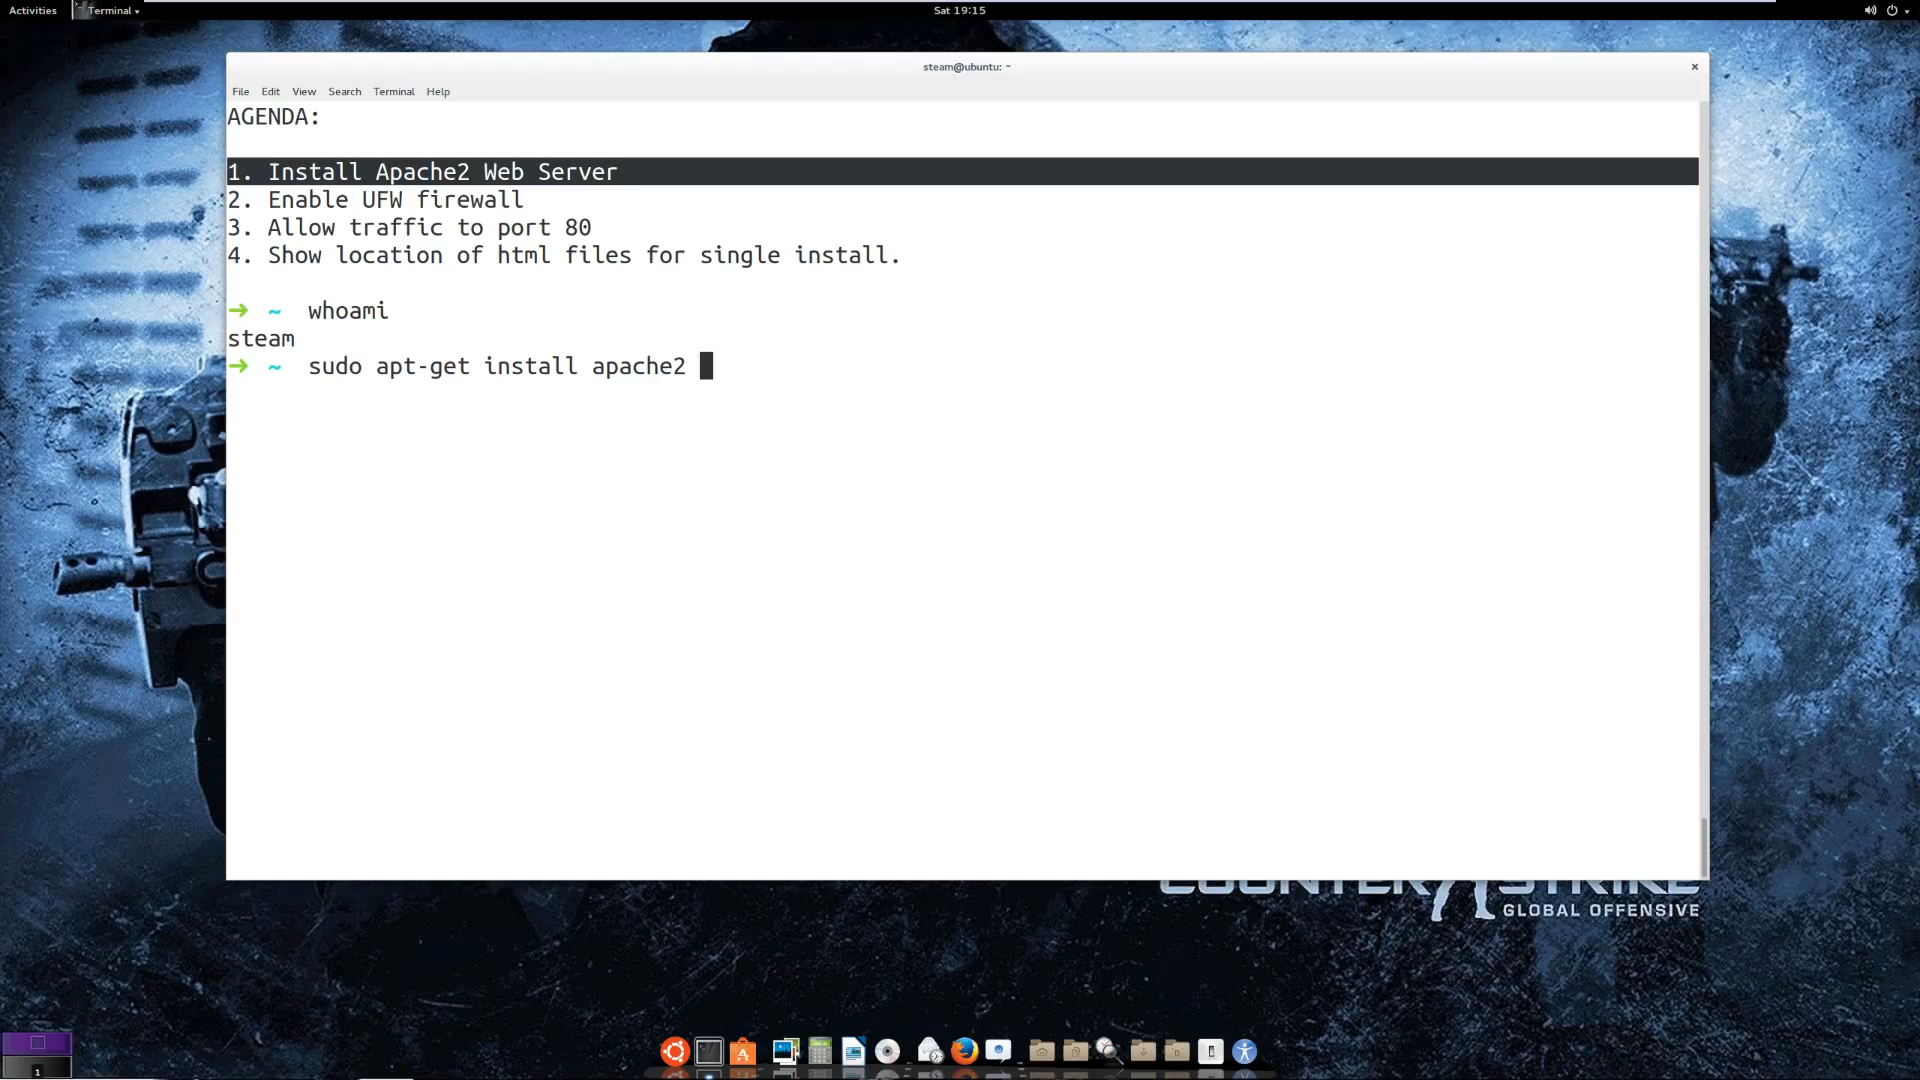 Activities Terminal Sat 19:15
steam@ubuntu: ~
File Edit View Search Terminal Help
AGENDA:
1. Install Apache2 Web Server
2. Enable UFW firewall
3. Allow traffic to port 80
4. Show location of html files for single install.
➜ ~ whoami
steam
➜ ~ sudo apt-get install apache2
COUNTER STRIKE
GLOBAL OFFENSIVE
1